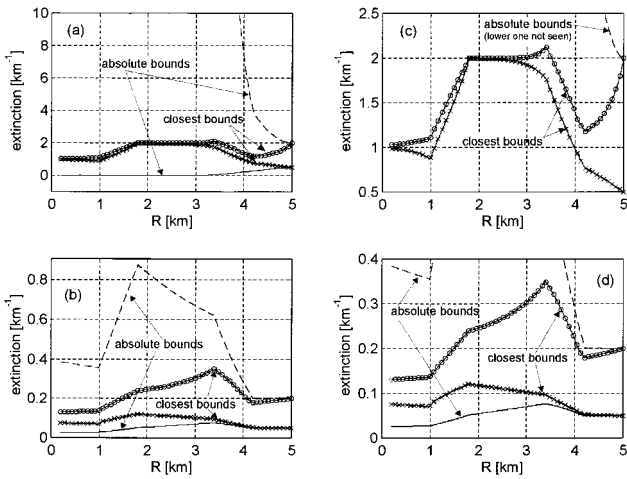 (a)
absolute bounds
closest bounds
extinction [km⁻¹]
10
8
6
4
2
0
0 1 2 3 4 5
R [km]
(c)
absolute bounds
(lower one not seen)
closest bounds
extinction [km⁻¹]
2.5
2
1.5
1
0.5
0 1 2 3 4 5
R [km]
(b)
absolute bounds
closest bounds
extinction [km⁻¹]
0.8
0.6
0.4
0.2
0
0 1 2 3 4 5
R [km]
(d)
absolute bounds
closest bounds
extinction [km⁻¹]
0.4
0.3
0.2
0.1
0
0 1 2 3 4 5
R [km]